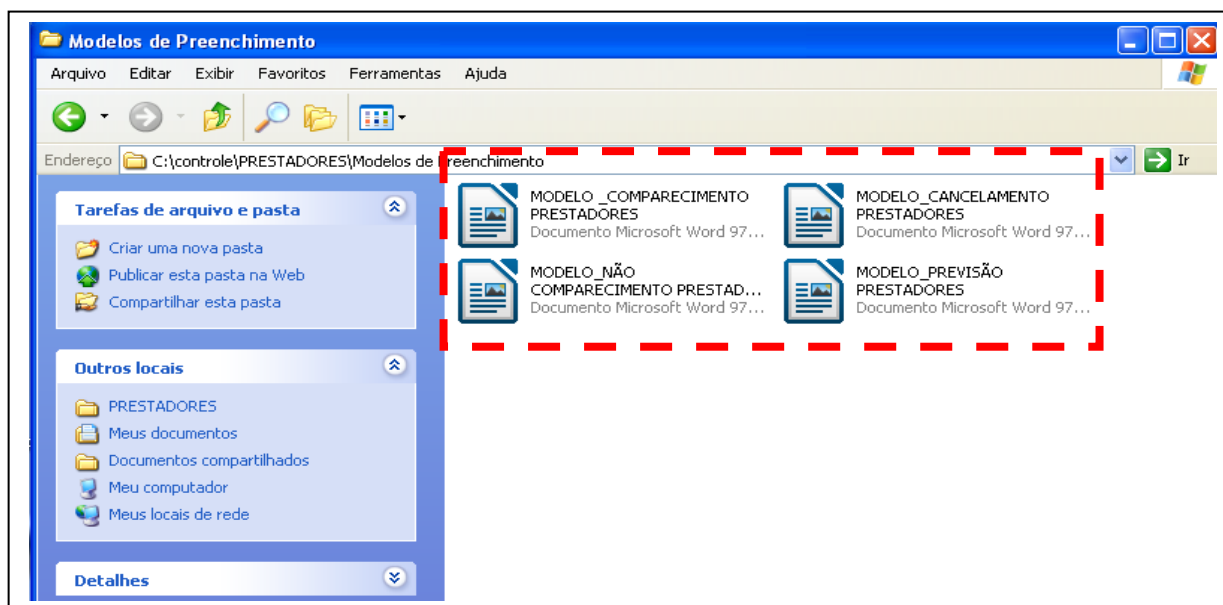 Modelos de Preenchimento
Arquivo Editar Exibir Favoritos Ferramentas Ajuda
Endereço C:\controle\PRESTADORES\Modelos de Preenchimento Ir
Tarefas de arquivo e pasta
Criar uma nova pasta
Publicar esta pasta na Web
Compartilhar esta pasta
Outros locais
PRESTADORES
Meus documentos
Documentos compartilhados
Meu computador
Meus locais de rede
Detalhes
MODELO _COMPARECIMENTO
PRESTADORES
Documento Microsoft Word 97...
MODELO_CANCELAMENTO
PRESTADORES
Documento Microsoft Word 97...
MODELO_NÃO
COMPARECIMENTO PRESTAD...
Documento Microsoft Word 97...
MODELO_PREVISÃO
PRESTADORES
Documento Microsoft Word 97...